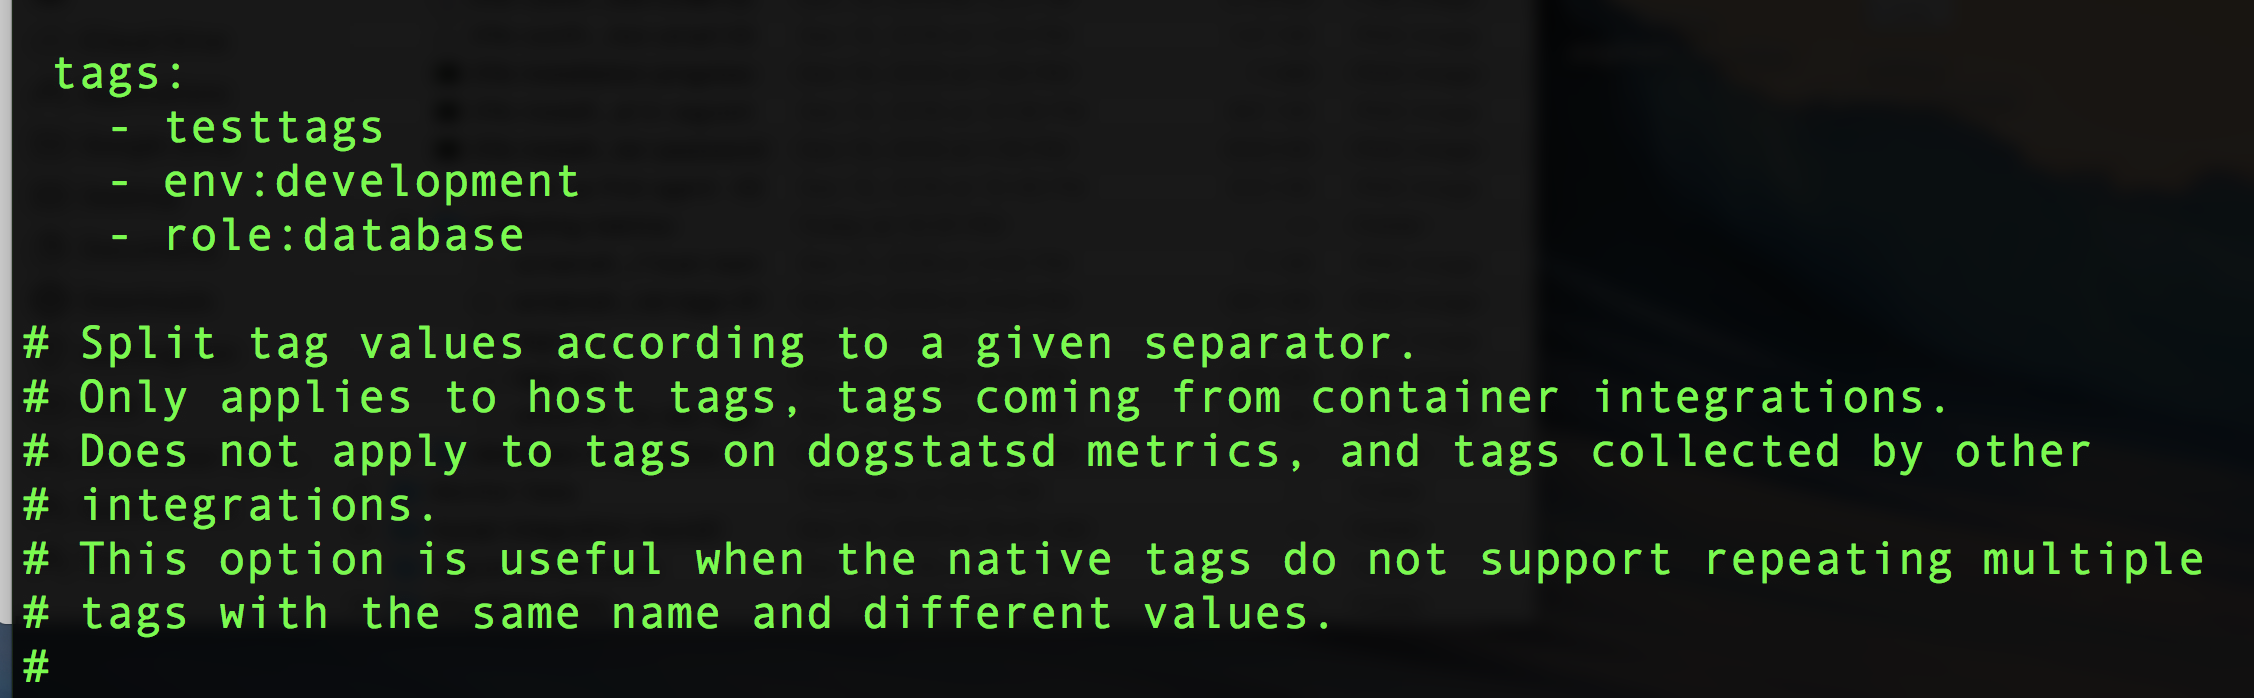 tags:
- testtags
- env:development
- role:database
# Split tag values according to a given separator.
# Only applies to host tags, tags coming from container integrations.
# Does not apply to tags on dogstatsd metrics, and tags collected by other
# integrations.
# This option is useful when the native tags do not support repeating multiple
# tags with the same name and different values.
#